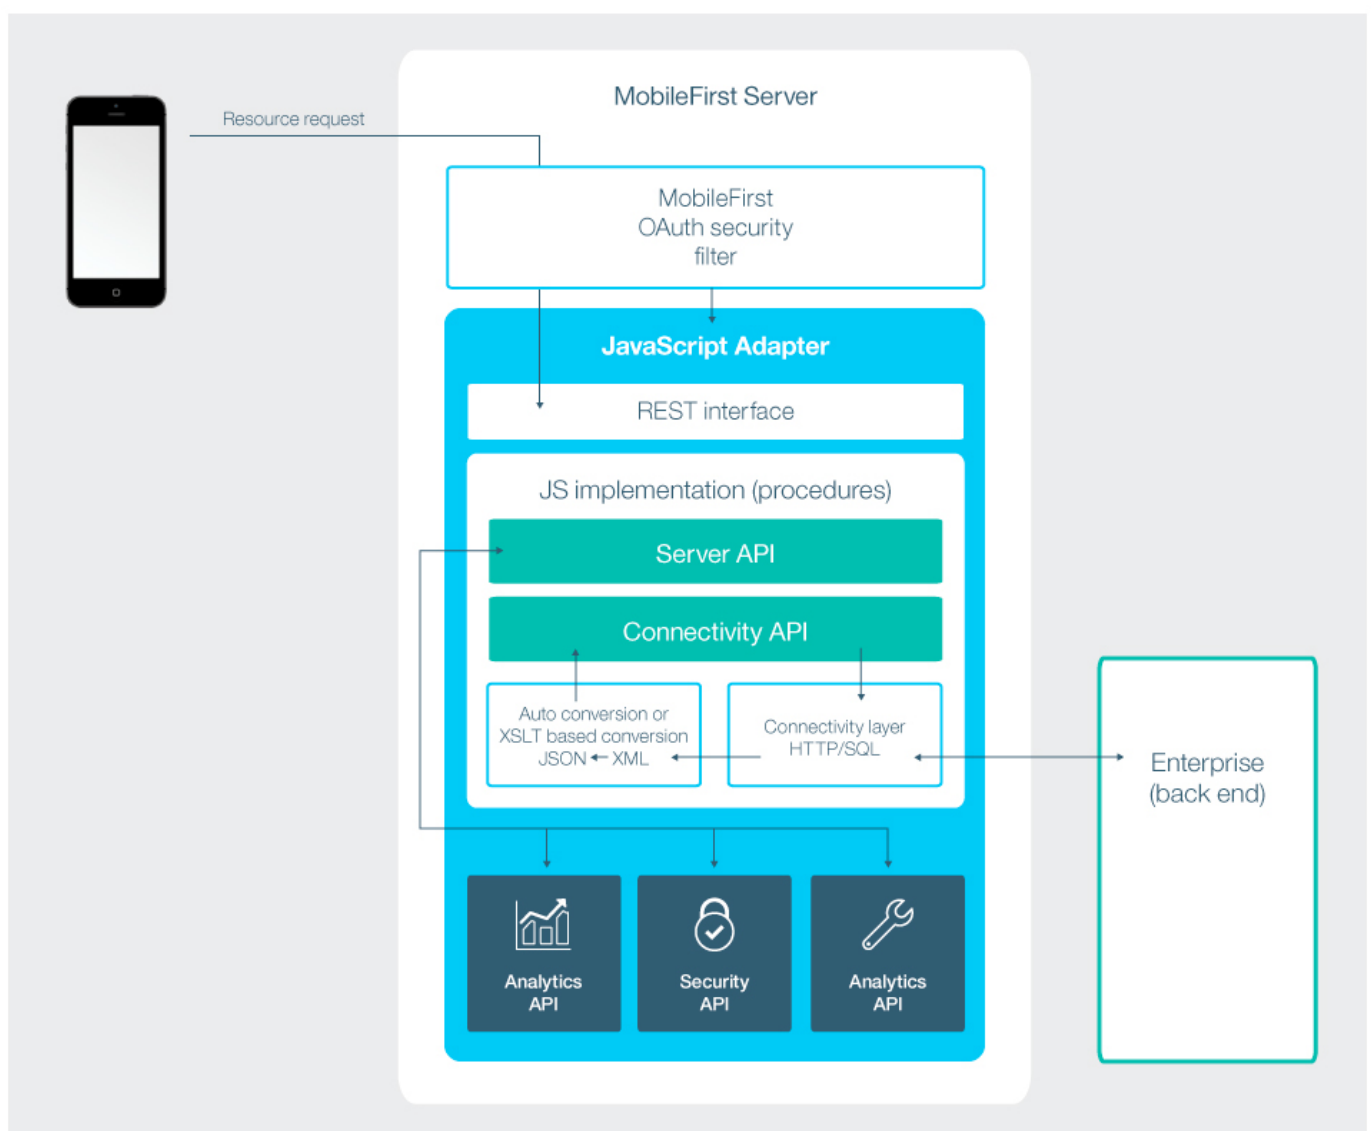 MobileFirst Server
Resource request
MobileFirst
OAuth security
filter
JavaScript Adapter
REST interface
JS implementation (procedures)
Server API
Connectivity API
Auto conversion or
XSLT based conversion
JSON ← XML
Connectivity layer
HTTP/SQL
Enterprise
(back end)
Analytics
API
Security
API
Analytics
API